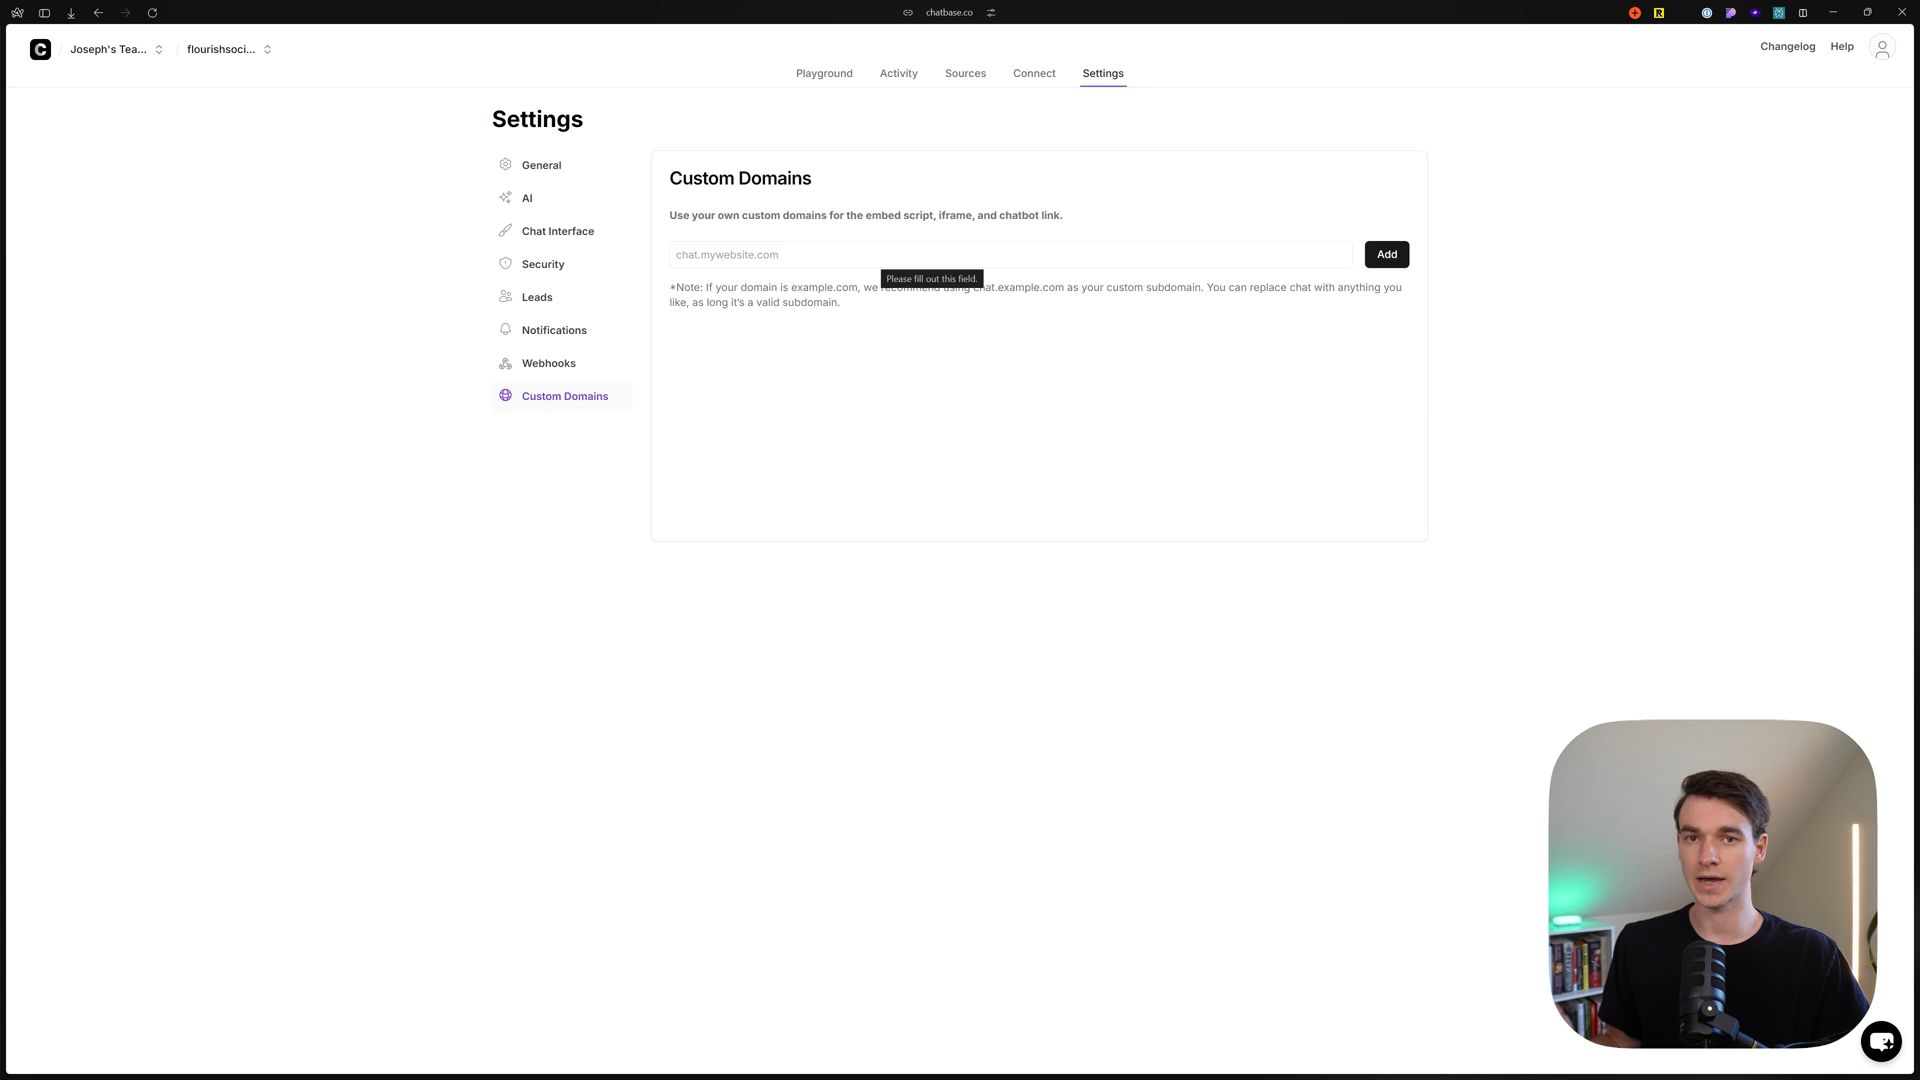 chatbase.co
C
Joseph's Tea...
flourishsoci...
Changelog
Help
Playground
Activity
Sources
Connect
Settings
Settings
General
AI
Chat Interface
Security
Leads
Notifications
Webhooks
Custom Domains
Custom Domains
Use your own custom domains for the embed script, iframe, and chatbot link.
chat.mywebsite.com
Add
Please fill out this field.
*Note: If your domain is example.com, we recommend using chat.example.com as your custom subdomain. You can replace chat with anything you
like, as long it's a valid subdomain.